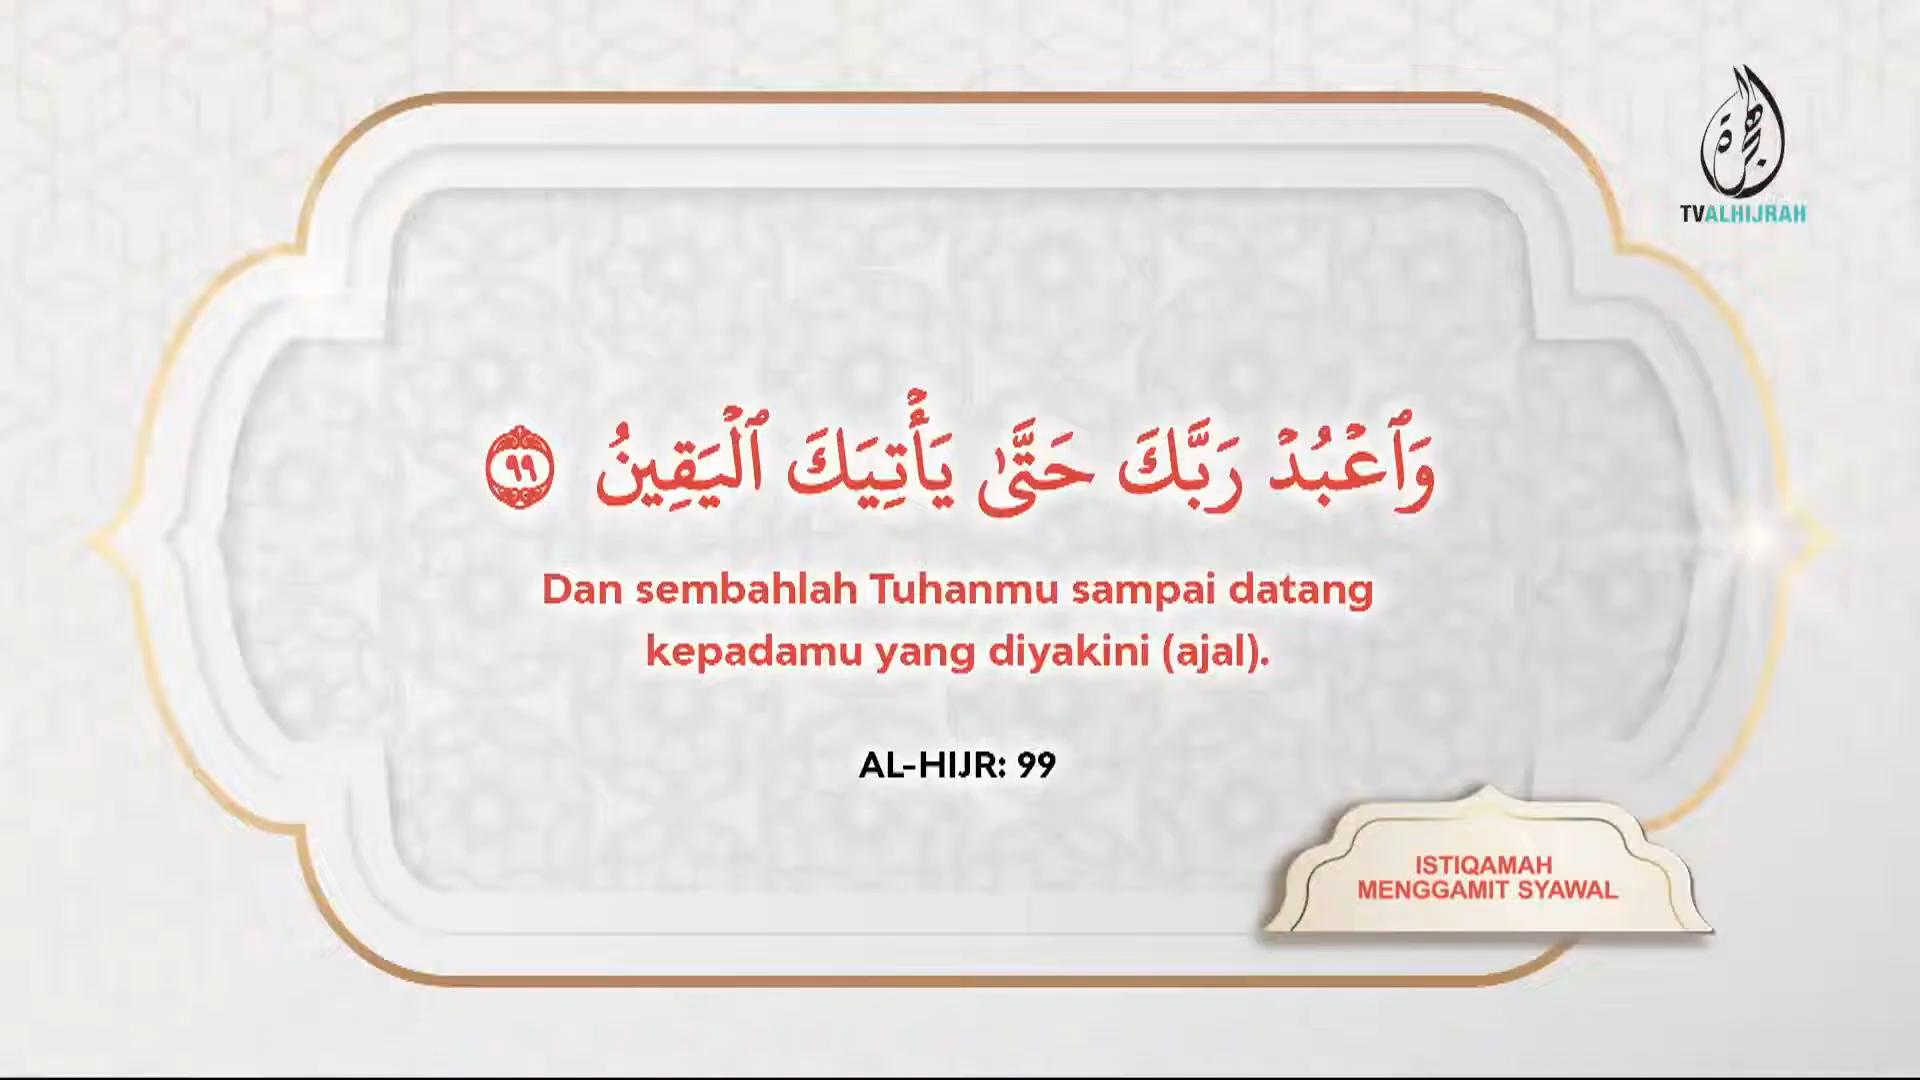 الهجرة
TVALHIJRAH
وَٱعْبُدْ رَبَّكَ حَتَّىٰ يَأْتِيَكَ ٱلْيَقِينُ ۝٩٩
Dan sembahlah Tuhanmu sampai datang
kepadamu yang diyakini (ajal).
AL-HIJR: 99
ISTIQAMAH
MENGGAMIT SYAWAL